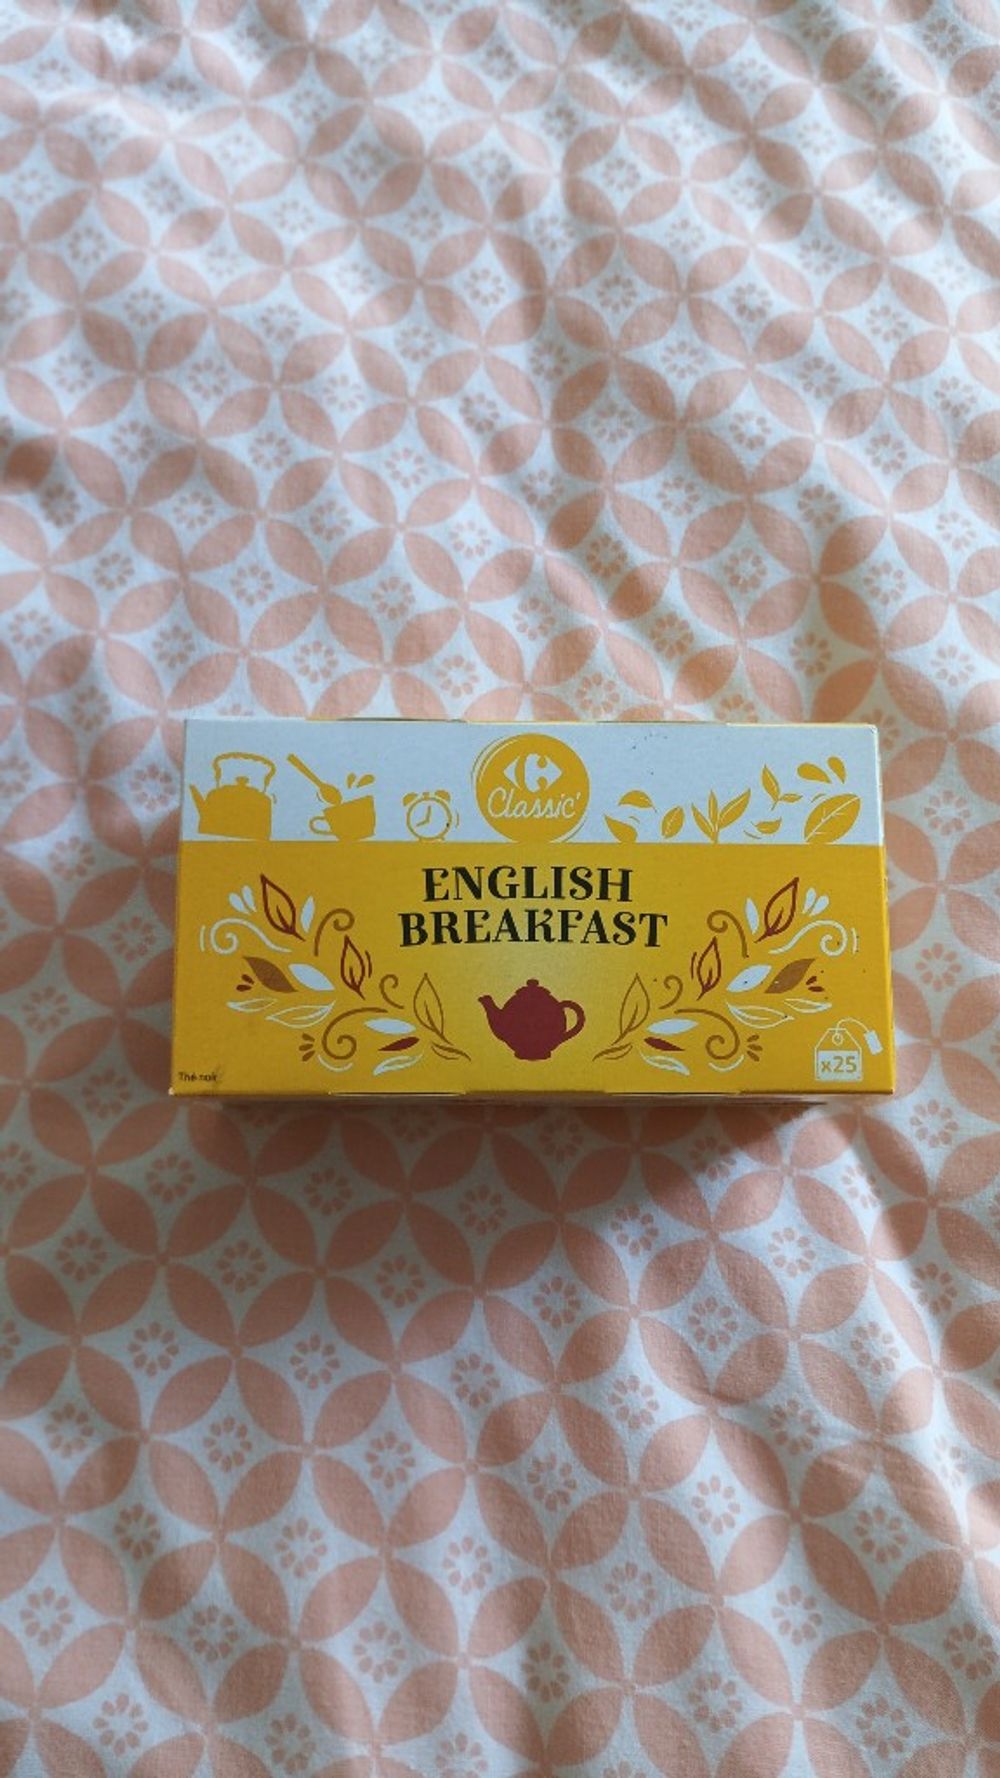 Classic'
ENGLISH
BREAKFAST
x25
Thé noir